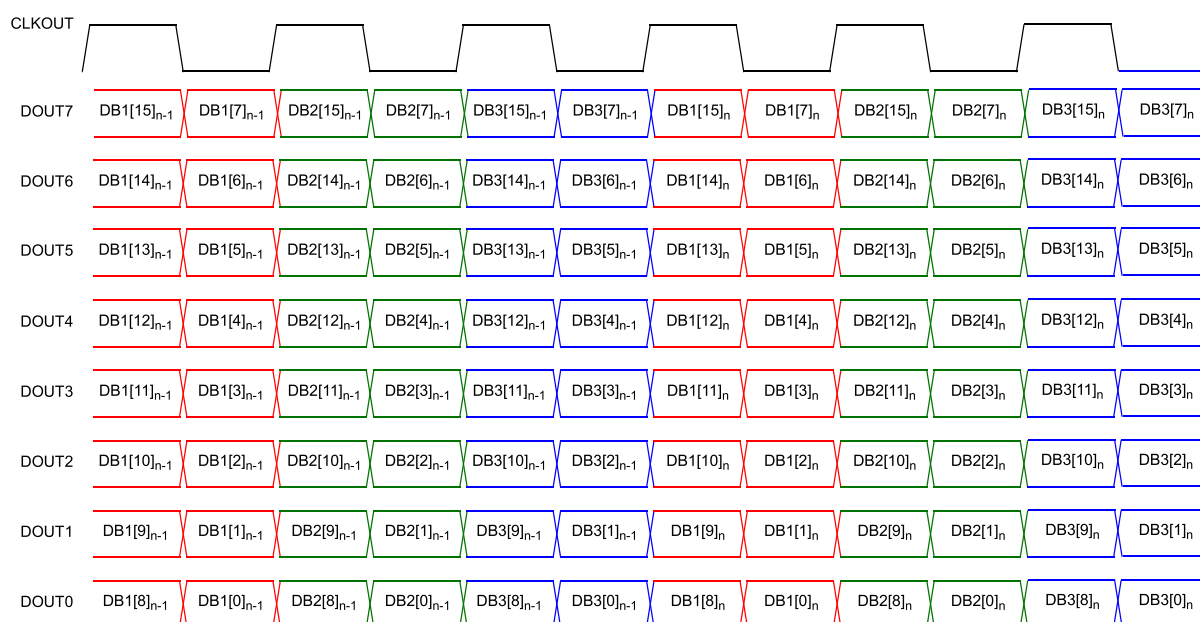 CLKOUT
DOUT7 DB1[15]n-1 DB1[7]n-1 DB2[15]n-1 DB2[7]n-1 DB3[15]n-1 DB3[7]n-1 DB1[15]n DB1[7]n DB2[15]n DB2[7]n DB3[15]n DB3[7]n
DOUT6 DB1[14]n-1 DB1[6]n-1 DB2[14]n-1 DB2[6]n-1 DB3[14]n-1 DB3[6]n-1 DB1[14]n DB1[6]n DB2[14]n DB2[6]n DB3[14]n DB3[6]n
DOUT5 DB1[13]n-1 DB1[5]n-1 DB2[13]n-1 DB2[5]n-1 DB3[13]n-1 DB3[5]n-1 DB1[13]n DB1[5]n DB2[13]n DB2[5]n DB3[13]n DB3[5]n
DOUT4 DB1[12]n-1 DB1[4]n-1 DB2[12]n-1 DB2[4]n-1 DB3[12]n-1 DB3[4]n-1 DB1[12]n DB1[4]n DB2[12]n DB2[4]n DB3[12]n DB3[4]n
DOUT3 DB1[11]n-1 DB1[3]n-1 DB2[11]n-1 DB2[3]n-1 DB3[11]n-1 DB3[3]n-1 DB1[11]n DB1[3]n DB2[11]n DB2[3]n DB3[11]n DB3[3]n
DOUT2 DB1[10]n-1 DB1[2]n-1 DB2[10]n-1 DB2[2]n-1 DB3[10]n-1 DB3[2]n-1 DB1[10]n DB1[2]n DB2[10]n DB2[2]n DB3[10]n DB3[2]n
DOUT1 DB1[9]n-1 DB1[1]n-1 DB2[9]n-1 DB2[1]n-1 DB3[9]n-1 DB3[1]n-1 DB1[9]n DB1[1]n DB2[9]n DB2[1]n DB3[9]n DB3[1]n
DOUT0 DB1[8]n-1 DB1[0]n-1 DB2[8]n-1 DB2[0]n-1 DB3[8]n-1 DB3[0]n-1 DB1[8]n DB1[0]n DB2[8]n DB2[0]n DB3[8]n DB3[0]n